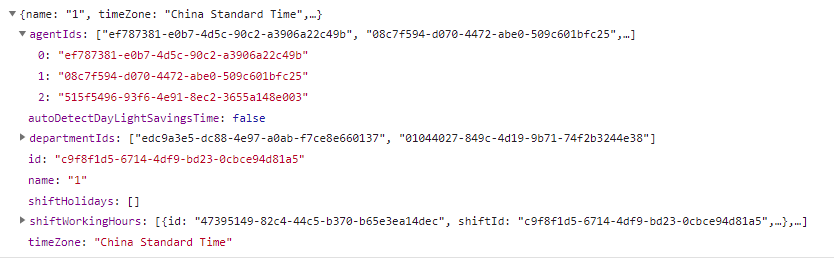 {name: "1", timeZone: "China Standard Time",…}
agentIds: ["ef787381-e0b7-4d5c-90c2-a3906a22c49b", "08c7f594-d070-4472-abe0-509c601bfc25",…]
0: "ef787381-e0b7-4d5c-90c2-a3906a22c49b"
1: "08c7f594-d070-4472-abe0-509c601bfc25"
2: "515f5496-93f6-4e91-8ec2-3655a148e003"
autoDetectDayLightSavingsTime: false
departmentIds: ["edc9a3e5-dc88-4e97-a0ab-f7ce8e660137", "01044027-849c-4d19-9b71-74f2b3244e38"]
id: "c9f8f1d5-6714-4df9-bd23-0cbce94d81a5"
name: "1"
shiftHolidays: []
shiftWorkingHours: [{id: "47395149-82c4-44c5-b370-b65e3ea14dec", shiftId: "c9f8f1d5-6714-4df9-bd23-0cbce94d81a5",…},…]
timeZone: "China Standard Time"